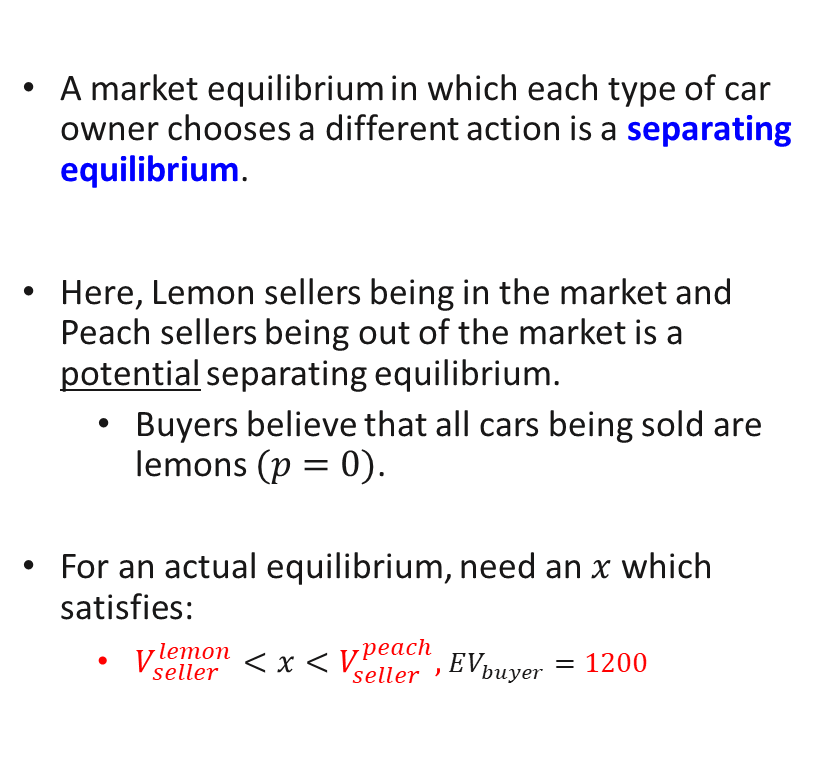 • A market equilibrium in which each type of car
owner chooses a different action is a separating
equilibrium.
• Here, Lemon sellers being in the market and
Peach sellers being out of the market is a
potential separating equilibrium.
• Buyers believe that all cars being sold are
lemons (𝑝 = 0).
• For an actual equilibrium, need an 𝑥 which
satisfies:
• $V_{seller}^{lemon} < x < V_{seller}^{peach}, EV_{buyer} = 1200$